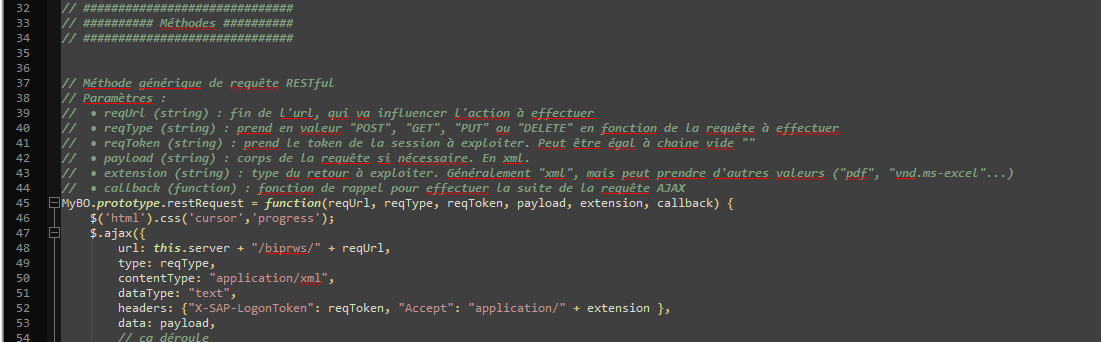 32 // ##############################
33 // ########## Méthodes ##########
34 // ##############################
35
36
37 // Méthode générique de requête RESTful
38 // Paramètres :
39 //  • reqUrl (string) : fin de l'url, qui va influencer l'action à effectuer
40 //  • reqType (string) : prend en valeur "POST", "GET", "PUT" ou "DELETE" en fonction de la requête à effectuer
41 //  • reqToken (string) : prend le token de la session à exploiter. Peut être égal à chaine vide ""
42 //  • payload (string) : corps de la requête si nécessaire. En xml.
43 //  • extension (string) : type du retour à exploiter. Généralement "xml", mais peut prendre d'autres valeurs ("pdf", "vnd.ms-excel"...)
44 //  • callback (function) : fonction de rappel pour effectuer la suite de la requête AJAX
45 MyBO.prototype.restRequest = function(reqUrl, reqType, reqToken, payload, extension, callback) {
46     $('html').css('cursor','progress');
47     $.ajax({
48         url: this.server + "/biprws/" + reqUrl,
49         type: reqType,
50         contentType: "application/xml",
51         dataType: "text",
52         headers: {"X-SAP-LogonToken": reqToken, "Accept": "application/" + extension },
53         data: payload,
54         // ça déroule